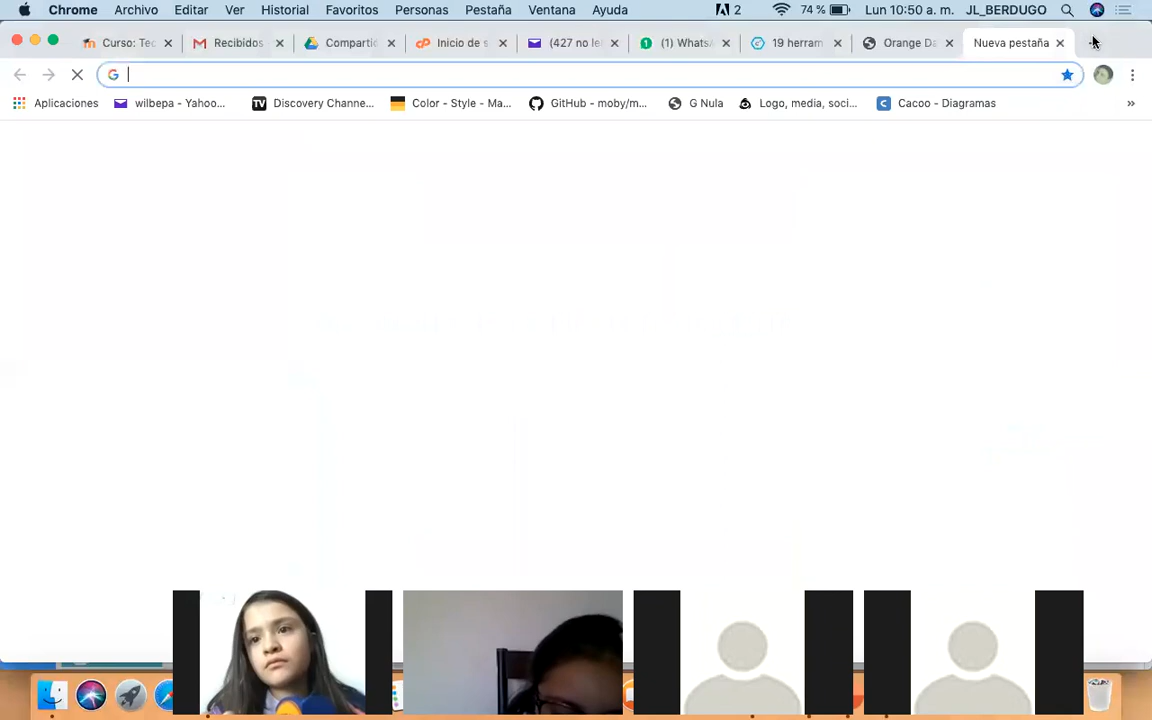 Chrome Archivo Editar Ver Historial Favoritos Personas Pestaña Ventana Ayuda 2 74 % Lun 10:50 a. m. JL_BERDUGO
Curso: Tec Recibidos Comparti Inicio de s (427 no le (1) Whats 19 herram Orange Da Nueva pestaña
Aplicaciones wilbepa - Yahoo... Discovery Channe... Color - Style - Ma... GitHub - moby/m... G Nula Logo, media, soci... Cacoo - Diagramas »